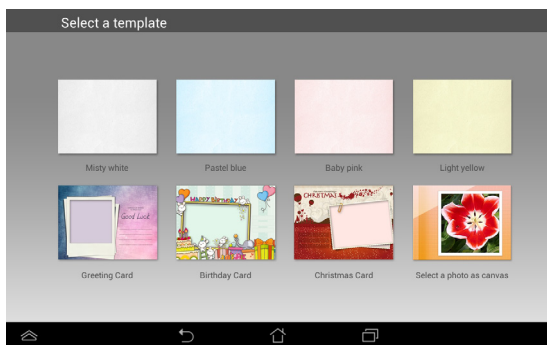 Select a template
Misty white
Pastel blue
Baby pink
Light yellow
Good Luck
HAPPY Birthday
CHRISTMAS
Greeting Card
Birthday Card
Christmas Card
Select a photo as canvas